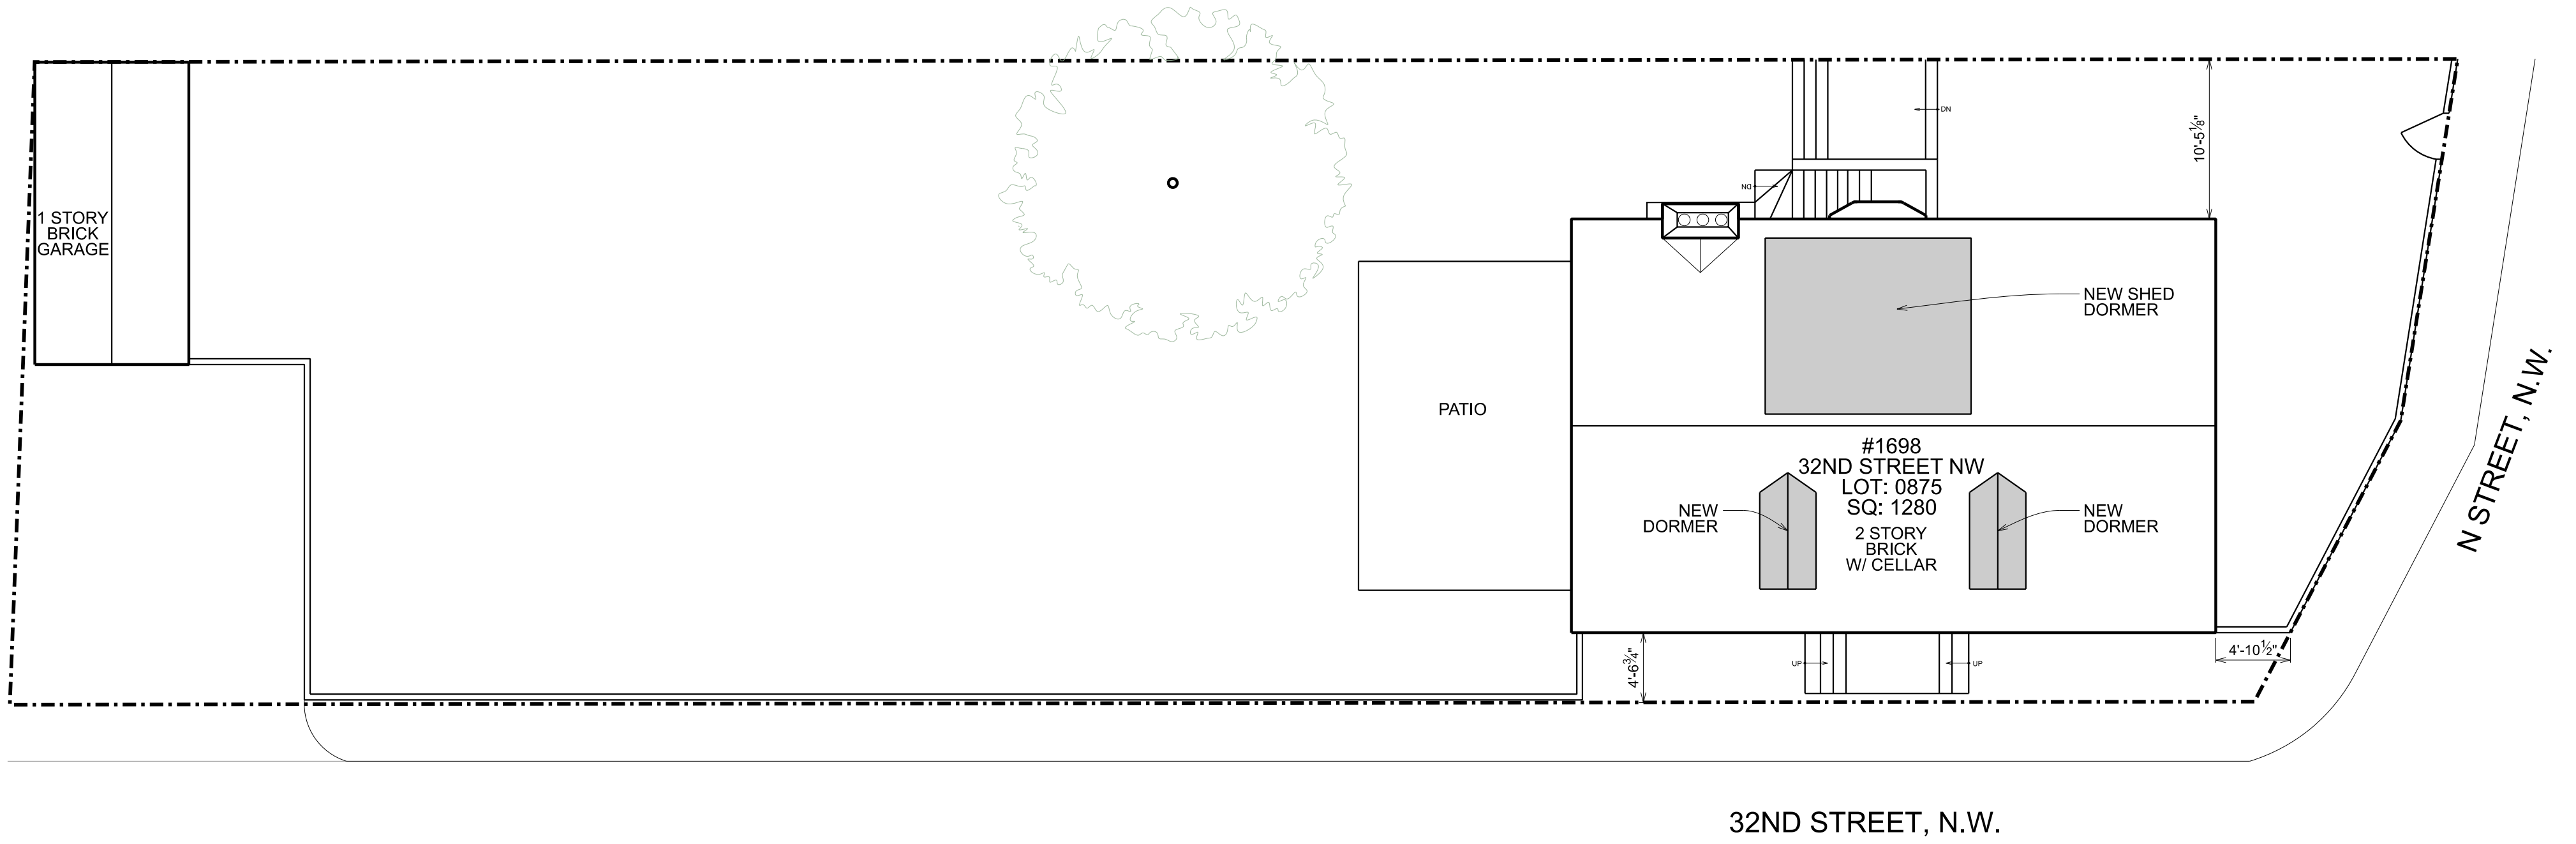 1 STORY
BRICK
GARAGE
DN
DN
10'-5⅛"
NEW SHED
DORMER
PATIO
#1698
32ND STREET NW
LOT: 0875
SQ: 1280
2 STORY
BRICK
W/ CELLAR
NEW
DORMER
NEW
DORMER
N STREET, N.W.
UP
UP
4'-6¾"
4'-10½"
32ND STREET, N.W.